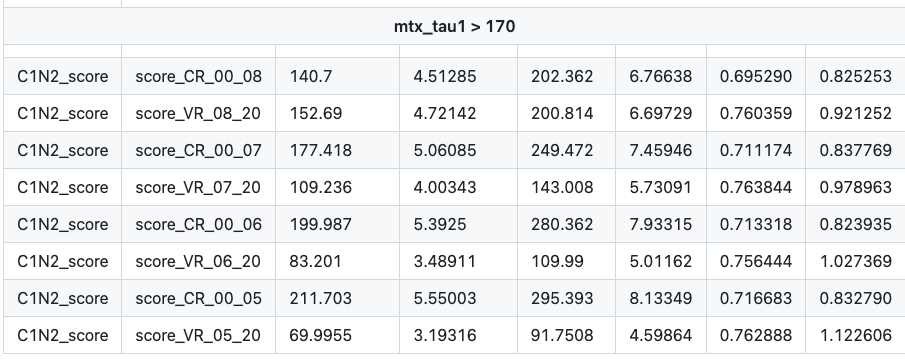 mtx_tau1 > 170
C1N2_score score_CR_00_08 140.7 4.51285 202.362 6.76638 0.695290 0.825253
C1N2_score score_VR_08_20 152.69 4.72142 200.814 6.69729 0.760359 0.921252
C1N2_score score_CR_00_07 177.418 5.06085 249.472 7.45946 0.711174 0.837769
C1N2_score score_VR_07_20 109.236 4.00343 143.008 5.73091 0.763844 0.978963
C1N2_score score_CR_00_06 199.987 5.3925 280.362 7.93315 0.713318 0.823935
C1N2_score score_VR_06_20 83.201 3.48911 109.99 5.01162 0.756444 1.027369
C1N2_score score_CR_00_05 211.703 5.55003 295.393 8.13349 0.716683 0.832790
C1N2_score score_VR_05_20 69.9955 3.19316 91.7508 4.59864 0.762888 1.122606